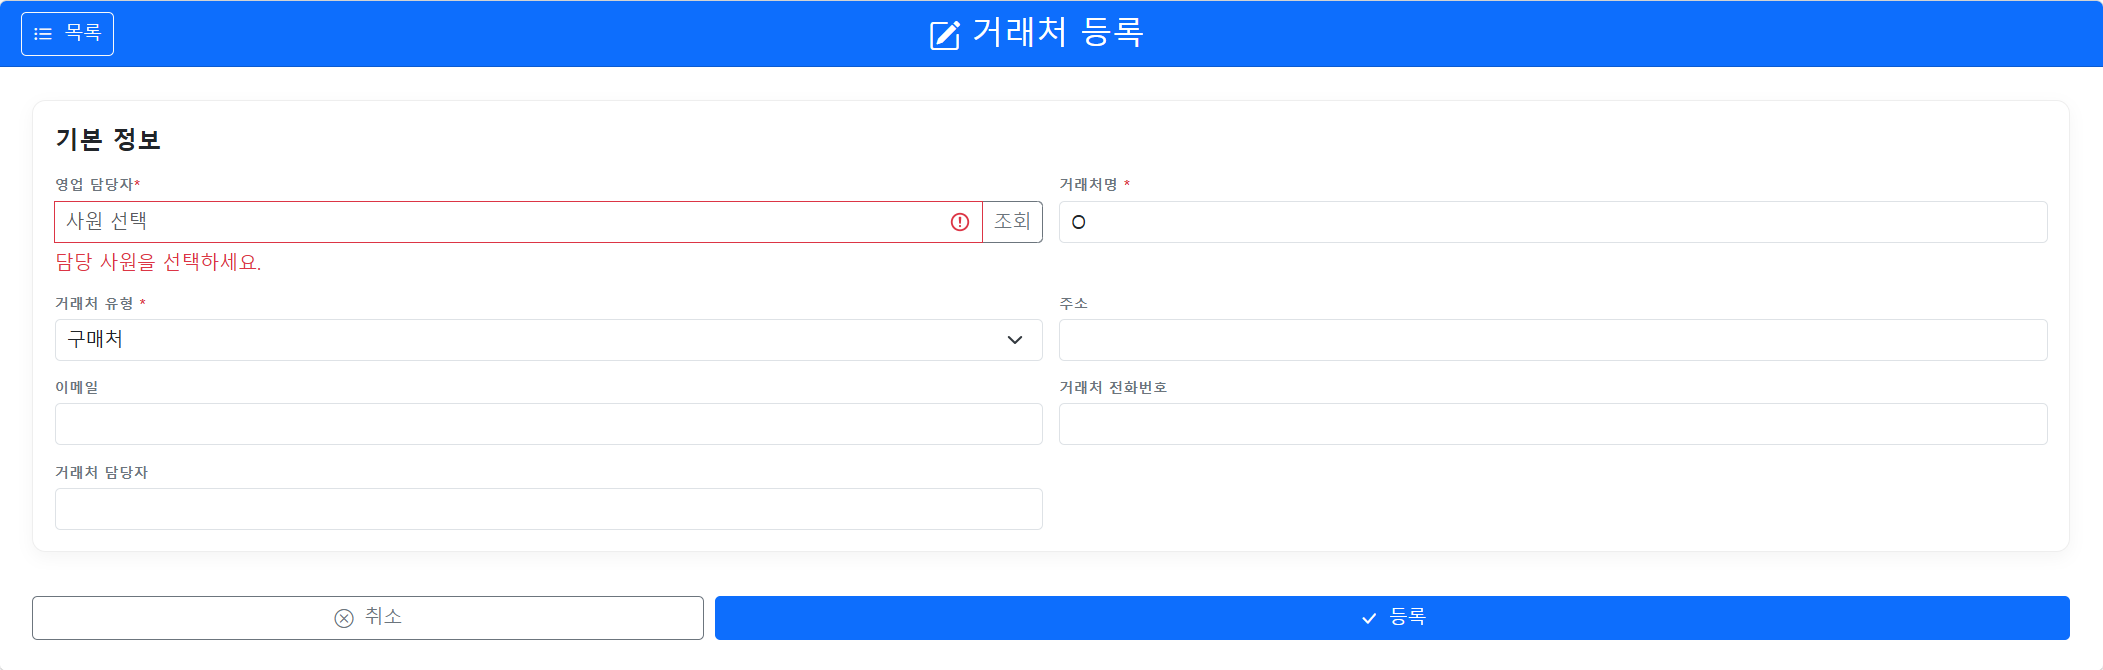 목록
거래처 등록
기본 정보
영업 담당자*
거래처명 *
사원 선택
조회
ㅇ
담당 사원을 선택하세요.
거래처 유형 *
주소
구매처
이메일
거래처 전화번호
거래처 담당자
취소
등록